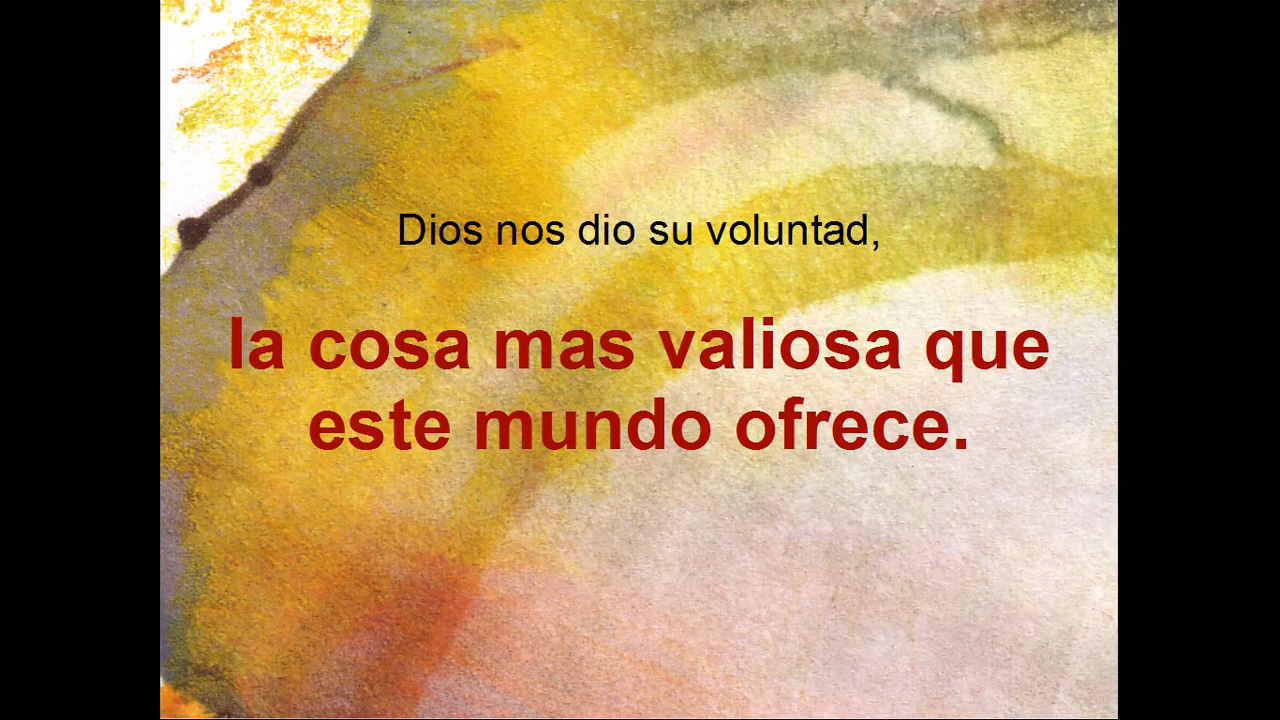 Dios nos dio su voluntad,
la cosa mas valiosa que
este mundo ofrece.